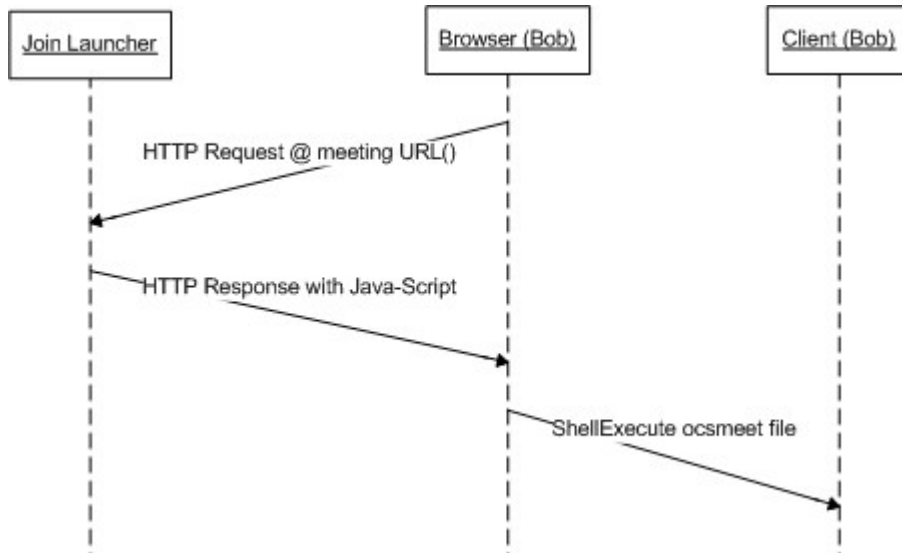 Join Launcher
Browser (Bob)
Client (Bob)
HTTP Request @ meeting URL()
HTTP Response with Java-Script
ShellExecute ocsmeet file